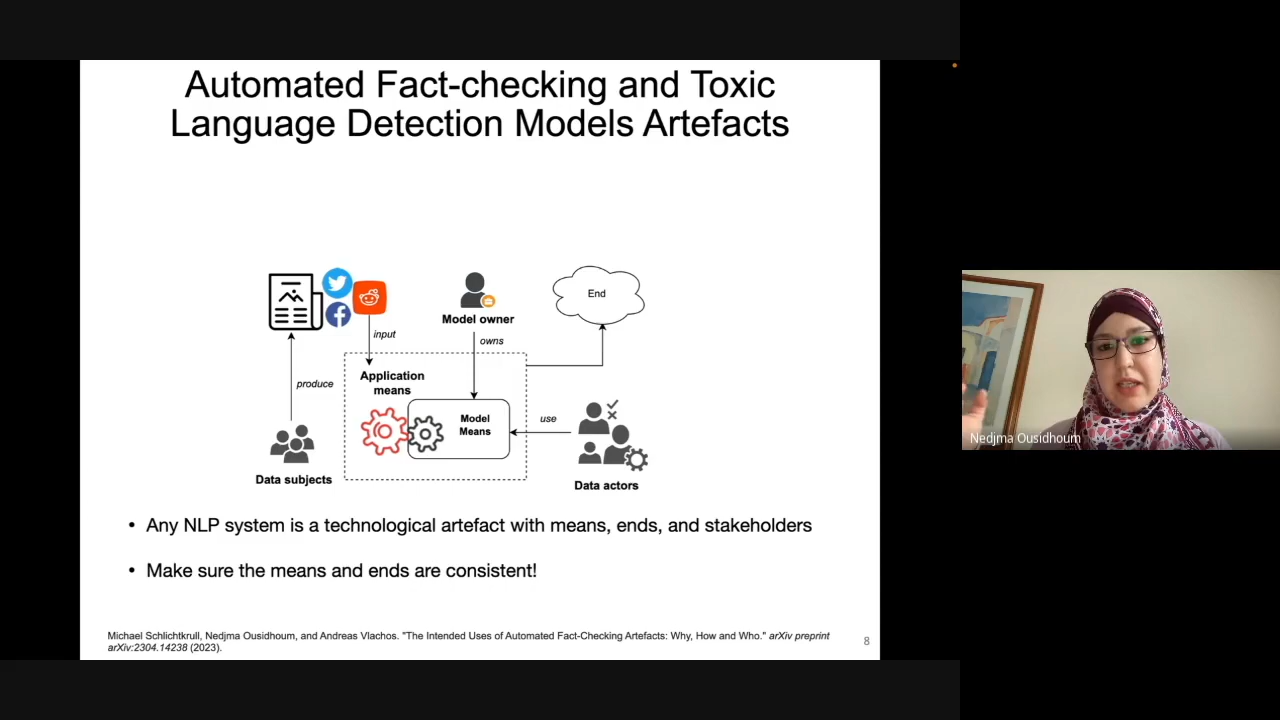 Automated Fact-checking and Toxic
Language Detection Models Artefacts
End
Model owner
input
owns
Application
means
produce
Model
Means
use
Data subjects
Data actors
• Any NLP system is a technological artefact with means, ends, and stakeholders
• Make sure the means and ends are consistent!
Michael Schlichtkrull, Nedjma Ousidhoum, and Andreas Vlachos. "The Intended Uses of Automated Fact-Checking Artefacts: Why, How and Who." arXiv preprint
arXiv:2304.14238 (2023).
8
Nedjma Ousidhoum